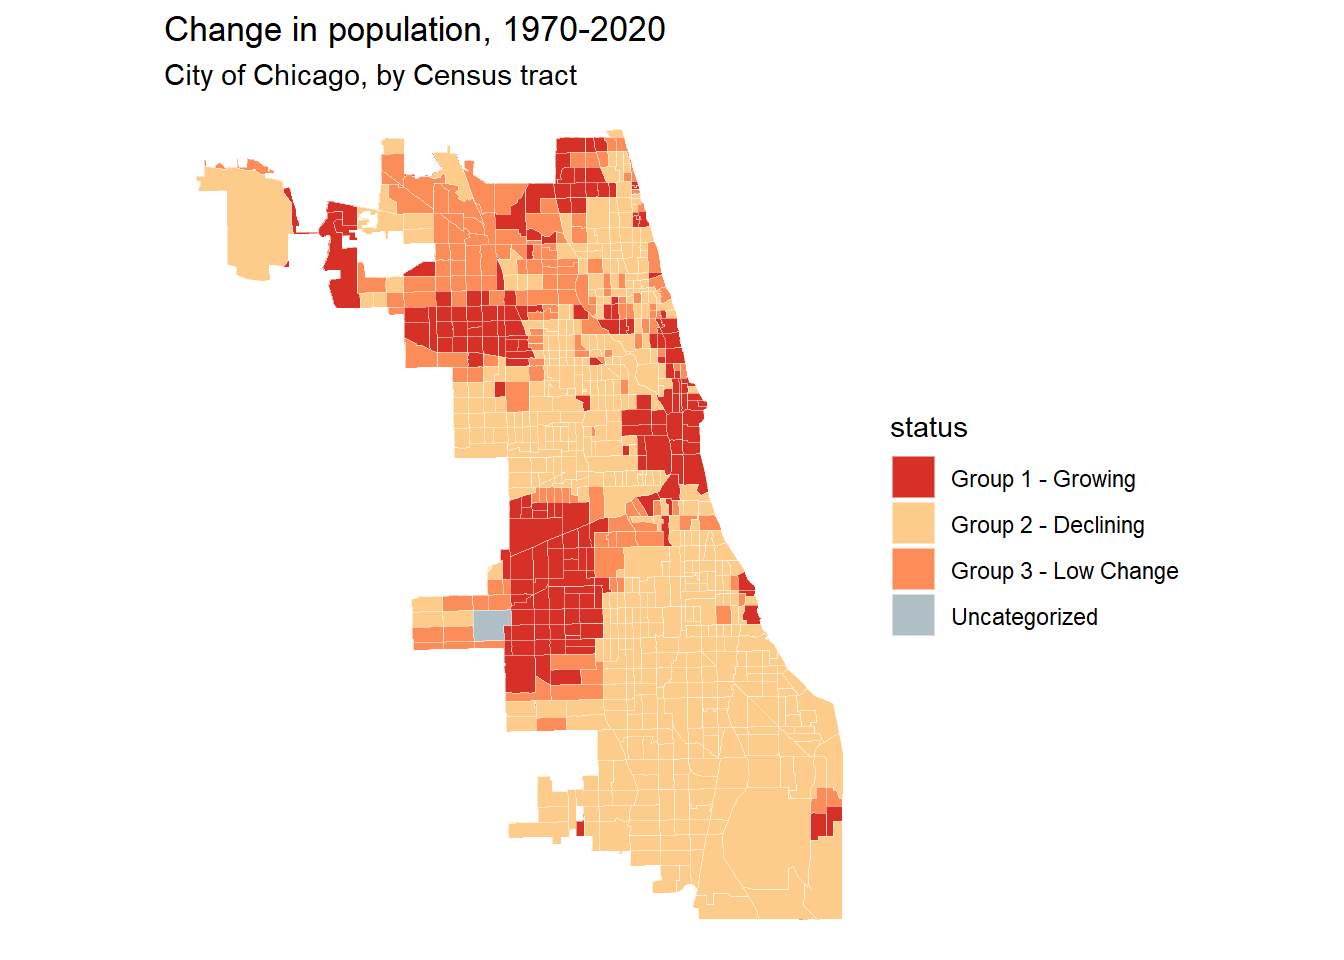 Change in population, 1970-2020
City of Chicago, by Census tract
status
Group 1 - Growing
Group 2 - Declining
Group 3 - Low Change
Uncategorized